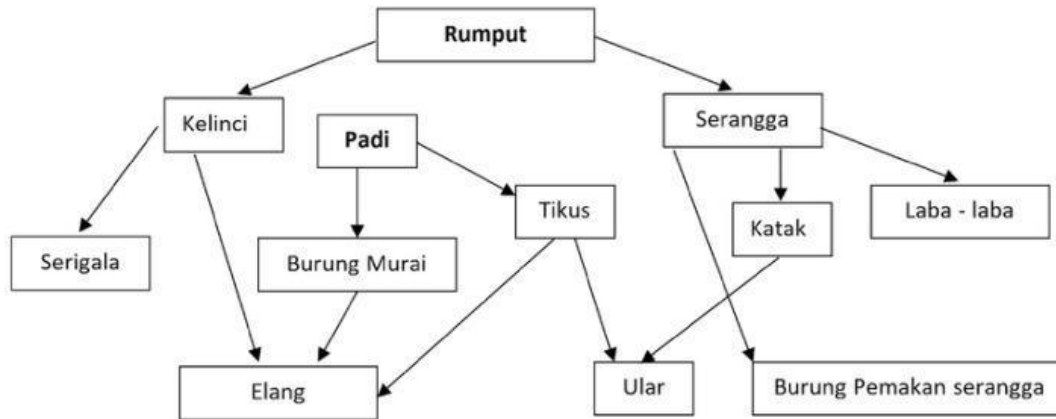 Rumput
Kelinci
Serangga
Padi
Tikus
Laba - laba
Katak
Serigala
Burung Murai
Elang
Ular
Burung Pemakan serangga